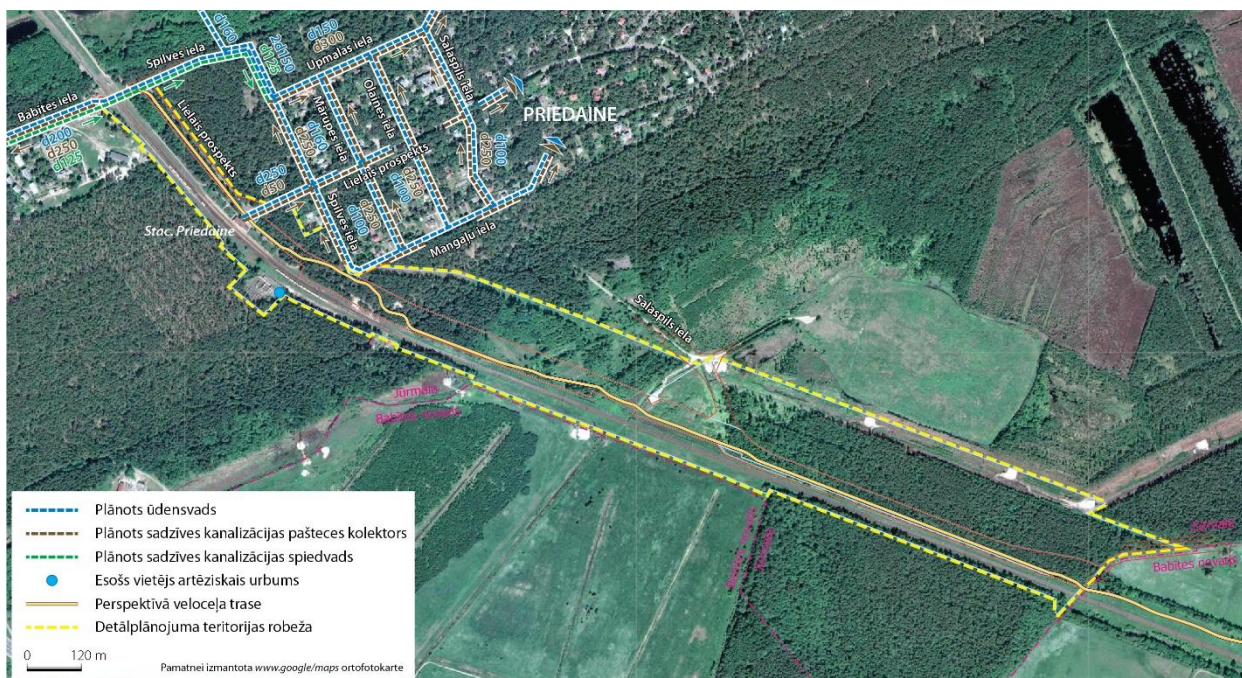 d160
Spilves iela
2d150
d125
d150
d300
Upmalas iela
Salaspils iela
Babītes iela
d200
d250
d125
Lielais prospekts
Mārupes iela
Olaines iela
PRIEDAINE
d100
d250
d250
d100
d250
d50
Lielais prospekts
d250
d100
Stac. Priedaine
Spilves iela
d100
d250
Mangaļu iela
Salaspils iela
Jūrmala
Babītes novads
Babītes novads
Jūrmala
Jūrmala
Babītes novads
Plānots ūdensvads
Plānots sadzīves kanalizācijas pašteces kolektors
Plānots sadzīves kanalizācijas spiedvads
Esošs vietējs artēziskais urbums
Perspektīvā veloceļa trase
Detālplānojuma teritorijas robeža
0 120 m
Pamatnei izmantota www.google/maps ortofotokarte